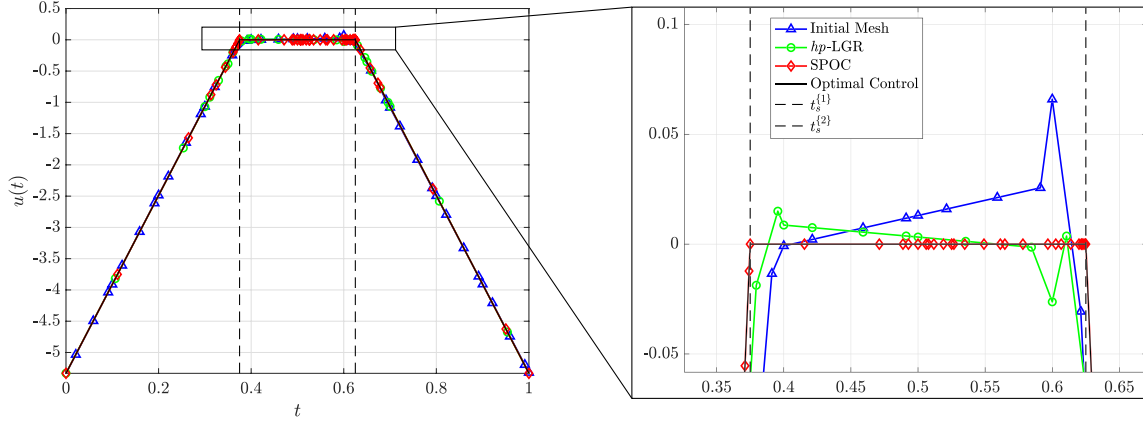 0.5
0
-0.5
-1
-1.5
-2
-2.5
-3
-3.5
-4
-4.5
-5
u(t)
0 0.2 0.4 0.6 0.8 1
t
0.1
0.05
0
-0.05
0.35 0.4 0.45 0.5 0.55 0.6 0.65
Initial Mesh
hp-LGR
SPOC
Optimal Control
t_s^{1}
t_s^{2}